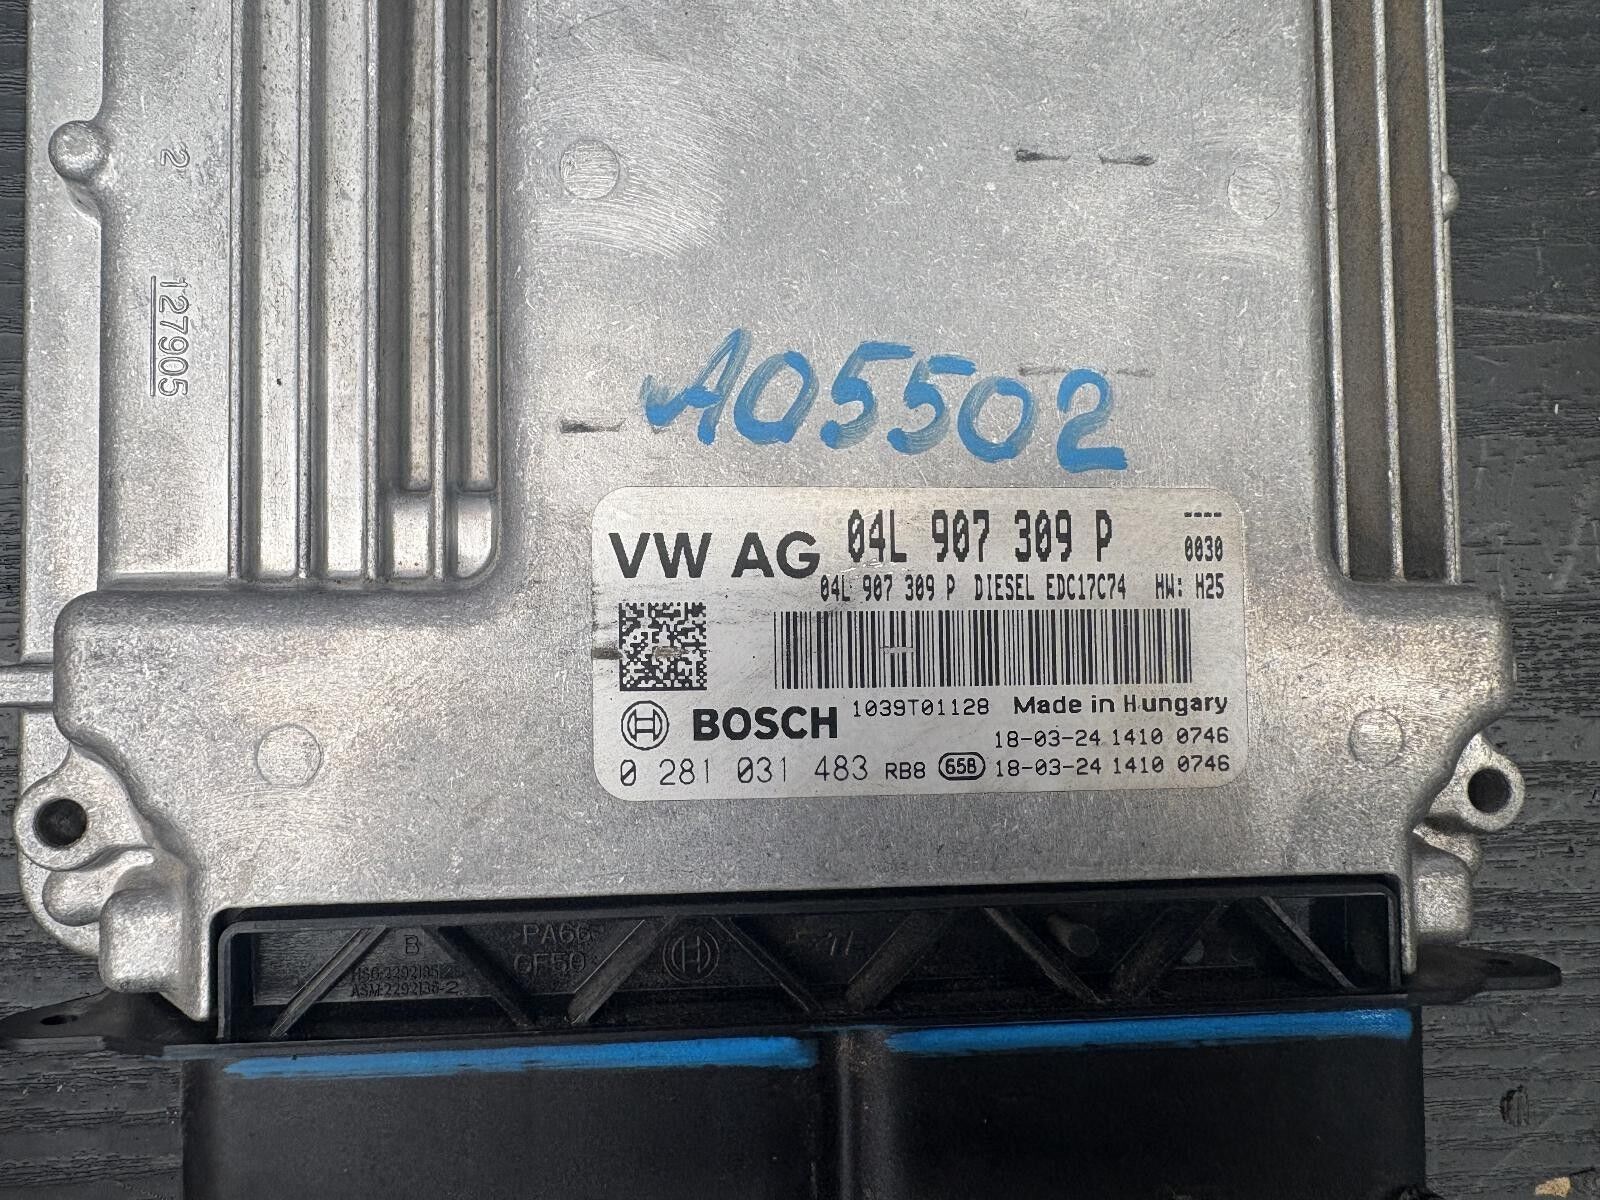 2
127905
A05502
VW AG 04L 907 309 P ----
0030
04L 907 309 P DIESEL EDC17C74 HW: H25
1039T01128 Made in Hungary
BOSCH
18-03-24 1410 0746
0 281 031 483 RB8 65B 18-03-24 1410 0746
B PA66
GF50